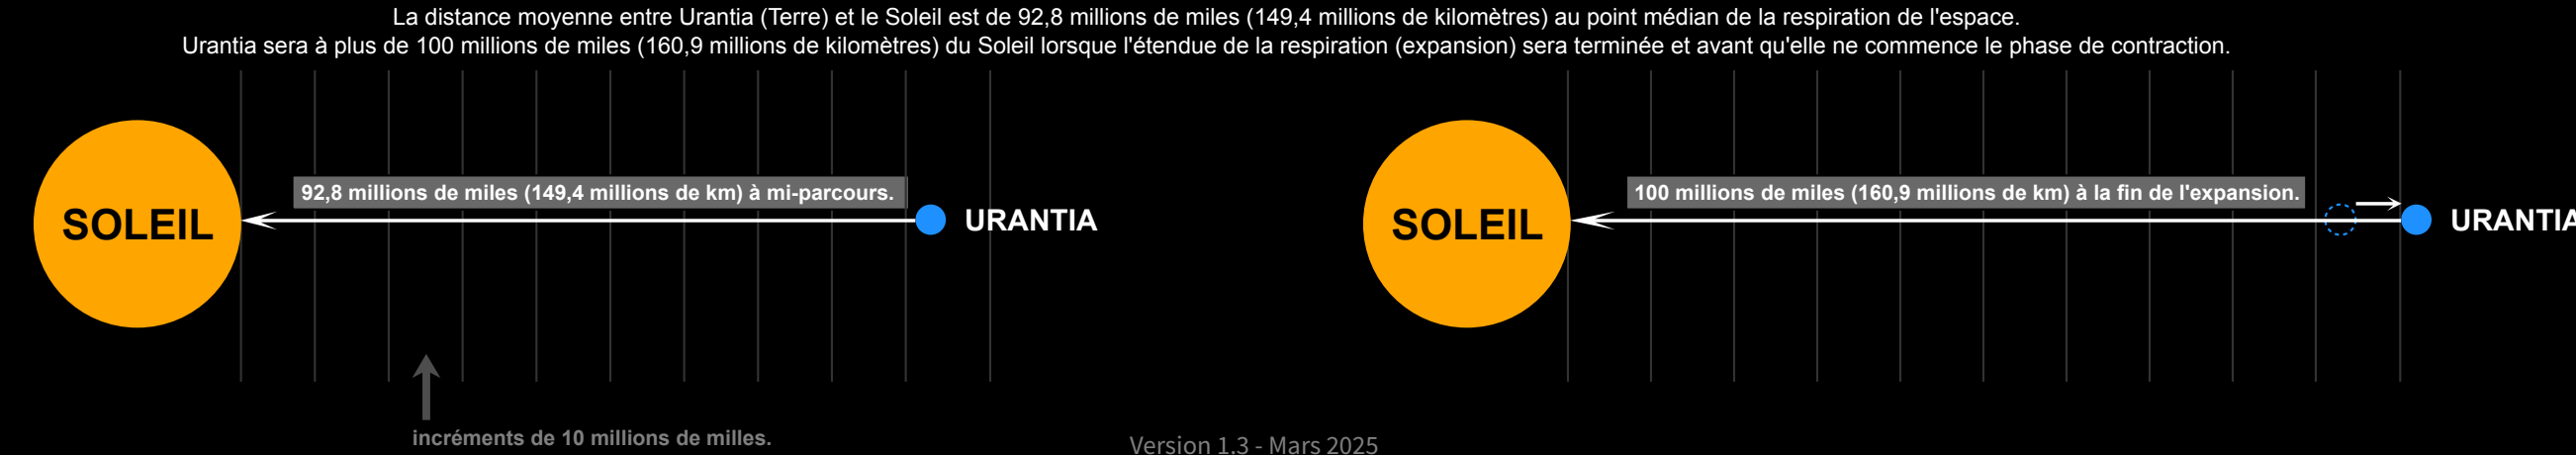 La distance moyenne entre Urantia (Terre) et le Soleil est de 92,8 millions de miles (149,4 millions de kilomètres) au point médian de la respiration de l'espace.
Urantia sera à plus de 100 millions de miles (160,9 millions de kilomètres) du Soleil lorsque l'étendue de la respiration (expansion) sera terminée et avant qu'elle ne commence le phase de contraction.
92,8 millions de miles (149,4 millions de km) à mi-parcours.
SOLEIL
URANTIA
100 millions de miles (160,9 millions de km) à la fin de l'expansion.
SOLEIL
URANTIA
incréments de 10 millions de milles.
Version 1.3 - Mars 2025